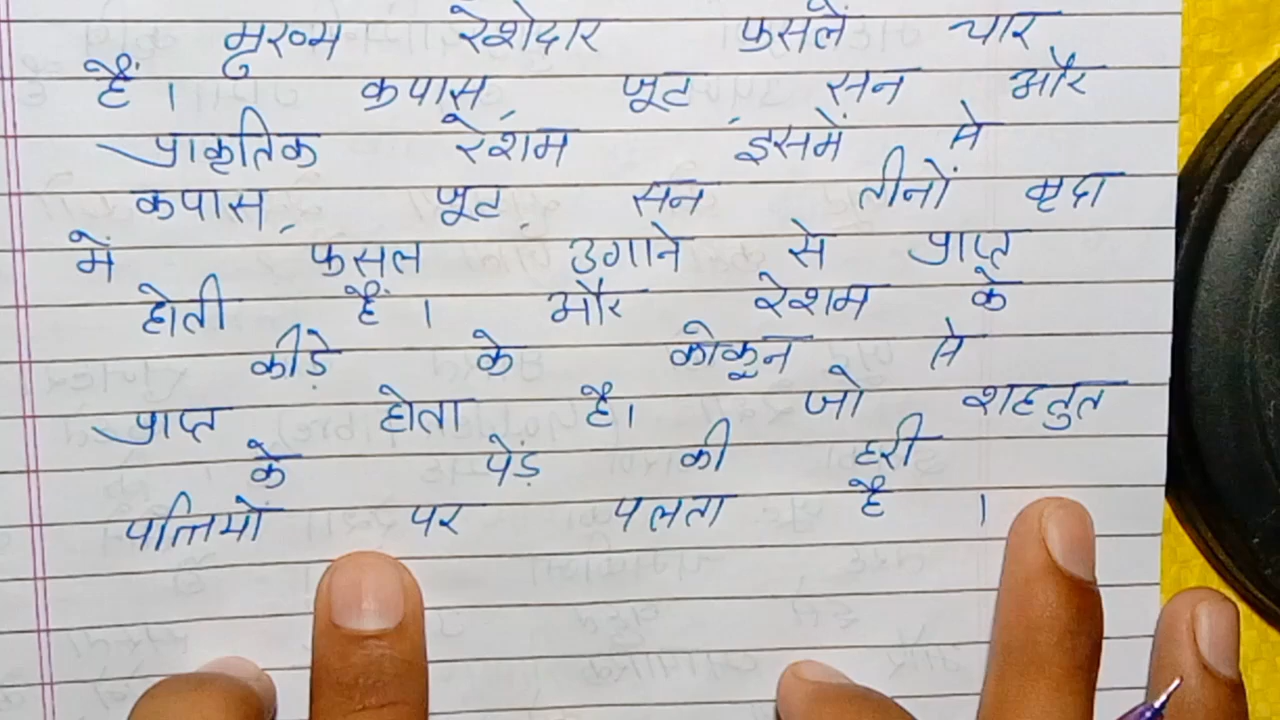 मुख्य रेशेदार फसलें चार
हैं । कपास, जूट सन और
प्राकृतिक रेशम इसमें से
कपास, जूट, सन तीनों मृदा
में फसल उगाने से प्राप्त
होती हैं । और रेशम के
कीड़े के कोकून से
प्राप्त होता है। जो शहतुत
के पेड़ की हरी
पत्तियों पर पलता है ।